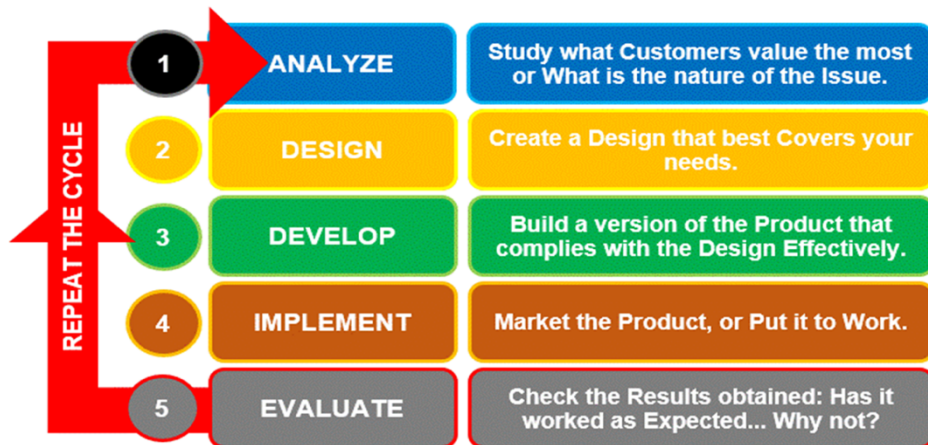 REPEAT THE CYCLE
1
ANALYZE
Study what Customers value the most
or What is the nature of the Issue.
2
DESIGN
Create a Design that best Covers your
needs.
3
DEVELOP
Build a version of the Product that
complies with the Design Effectively.
4
IMPLEMENT
Market the Product, or Put it to Work.
5
EVALUATE
Check the Results obtained: Has it
worked as Expected... Why not?